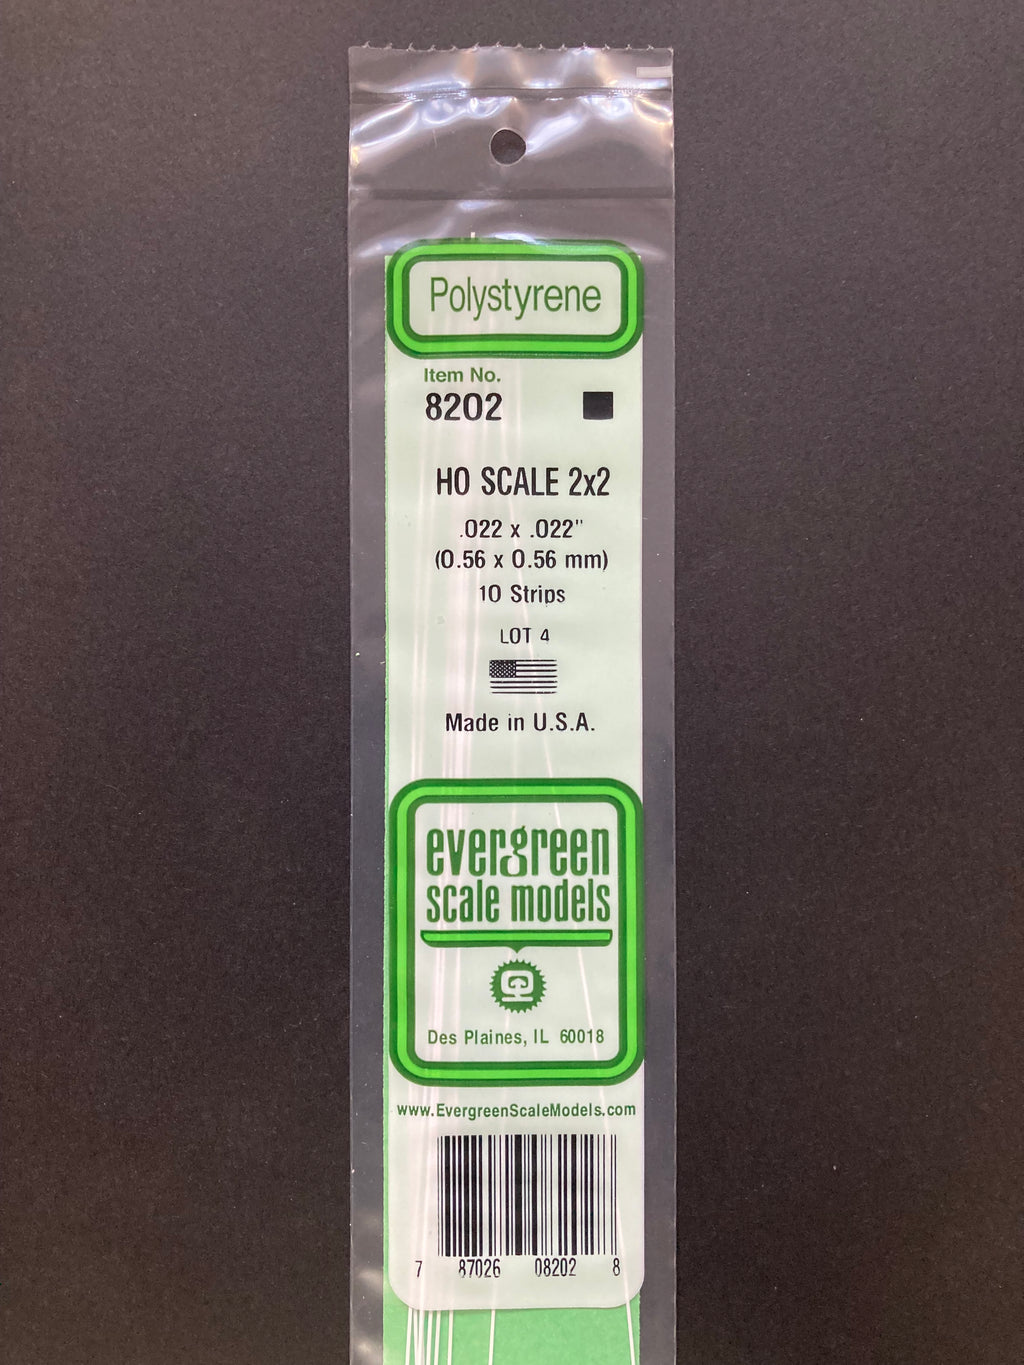 Polystyrene
Item No.
8202
HO SCALE 2x2
.022 x .022"
(0.56 x 0.56 mm)
10 Strips
LOT 4
Made in U.S.A.
evergreen
scale models
Des Plaines, IL 60018
www.EvergreenScaleModels.com
7 87026 08202 8